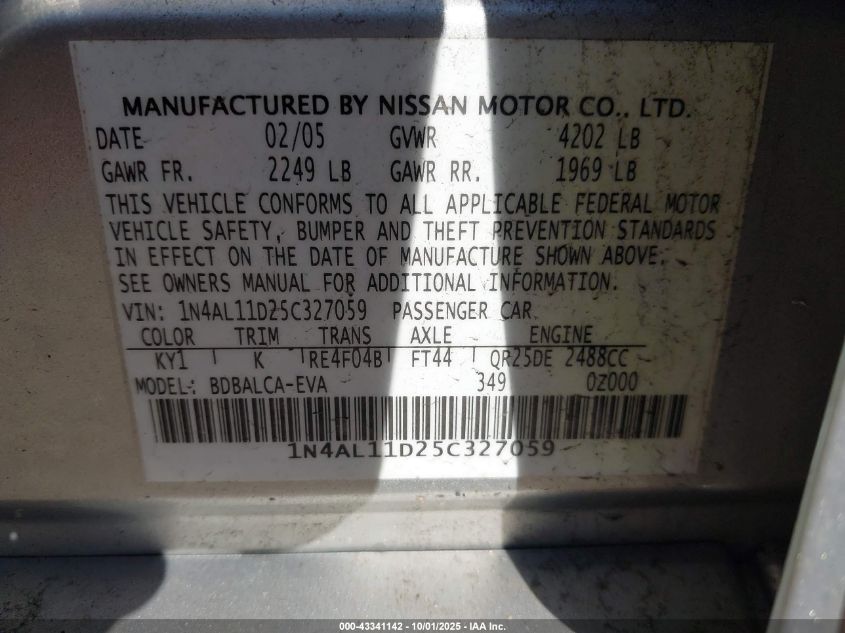 MANUFACTURED BY NISSAN MOTOR CO., LTD.
DATE 02/05 GVWR 4202 LB
GAWR FR. 2249 LB GAWR RR. 1969 LB
THIS VEHICLE CONFORMS TO ALL APPLICABLE FEDERAL MOTOR
VEHICLE SAFETY, BUMPER AND THEFT PREVENTION STANDARDS
IN EFFECT ON THE DATE OF MANUFACTURE SHOWN ABOVE.
SEE OWNERS MANUAL FOR ADDITIONAL INFORMATION.
VIN: 1N4AL11D25C327059 PASSENGER CAR
COLOR TRIM TRANS AXLE ENGINE
KY1 K RE4F04B FT44 QR25DE 2488CC
MODEL: BDBALCA-EVA 349 0Z000
1N4AL11D25C327059
000-43341142 - 10/01/2025 - IAA Inc.